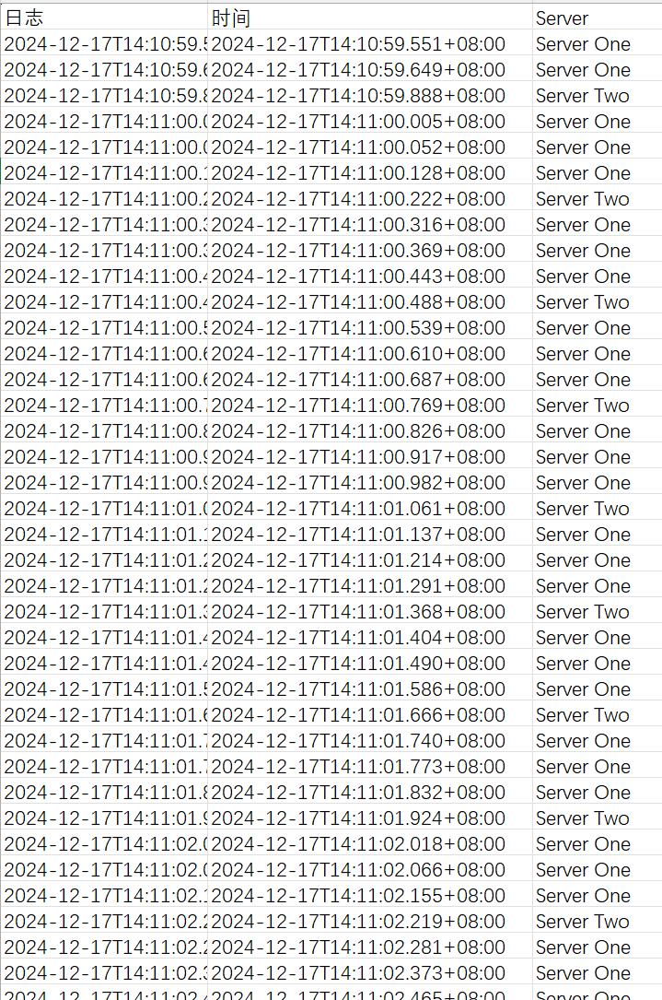 日志 时间 Server
2024-12-17T14:10:59.5 2024-12-17T14:10:59.551+08:00 Server One
2024-12-17T14:10:59.6 2024-12-17T14:10:59.649+08:00 Server One
2024-12-17T14:10:59.8 2024-12-17T14:10:59.888+08:00 Server Two
2024-12-17T14:11:00.0 2024-12-17T14:11:00.005+08:00 Server One
2024-12-17T14:11:00.0 2024-12-17T14:11:00.052+08:00 Server One
2024-12-17T14:11:00.1 2024-12-17T14:11:00.128+08:00 Server One
2024-12-17T14:11:00.2 2024-12-17T14:11:00.222+08:00 Server Two
2024-12-17T14:11:00.3 2024-12-17T14:11:00.316+08:00 Server One
2024-12-17T14:11:00.3 2024-12-17T14:11:00.369+08:00 Server One
2024-12-17T14:11:00.4 2024-12-17T14:11:00.443+08:00 Server One
2024-12-17T14:11:00.4 2024-12-17T14:11:00.488+08:00 Server Two
2024-12-17T14:11:00.5 2024-12-17T14:11:00.539+08:00 Server One
2024-12-17T14:11:00.6 2024-12-17T14:11:00.610+08:00 Server One
2024-12-17T14:11:00.6 2024-12-17T14:11:00.687+08:00 Server One
2024-12-17T14:11:00.7 2024-12-17T14:11:00.769+08:00 Server Two
2024-12-17T14:11:00.8 2024-12-17T14:11:00.826+08:00 Server One
2024-12-17T14:11:00.9 2024-12-17T14:11:00.917+08:00 Server One
2024-12-17T14:11:00.9 2024-12-17T14:11:00.982+08:00 Server One
2024-12-17T14:11:01.0 2024-12-17T14:11:01.061+08:00 Server Two
2024-12-17T14:11:01.1 2024-12-17T14:11:01.137+08:00 Server One
2024-12-17T14:11:01.2 2024-12-17T14:11:01.214+08:00 Server One
2024-12-17T14:11:01.2 2024-12-17T14:11:01.291+08:00 Server One
2024-12-17T14:11:01.3 2024-12-17T14:11:01.368+08:00 Server Two
2024-12-17T14:11:01.4 2024-12-17T14:11:01.404+08:00 Server One
2024-12-17T14:11:01.4 2024-12-17T14:11:01.490+08:00 Server One
2024-12-17T14:11:01.5 2024-12-17T14:11:01.586+08:00 Server One
2024-12-17T14:11:01.6 2024-12-17T14:11:01.666+08:00 Server Two
2024-12-17T14:11:01.7 2024-12-17T14:11:01.740+08:00 Server One
2024-12-17T14:11:01.7 2024-12-17T14:11:01.773+08:00 Server One
2024-12-17T14:11:01.8 2024-12-17T14:11:01.832+08:00 Server One
2024-12-17T14:11:01.9 2024-12-17T14:11:01.924+08:00 Server Two
2024-12-17T14:11:02.0 2024-12-17T14:11:02.018+08:00 Server One
2024-12-17T14:11:02.0 2024-12-17T14:11:02.066+08:00 Server One
2024-12-17T14:11:02.1 2024-12-17T14:11:02.155+08:00 Server One
2024-12-17T14:11:02.2 2024-12-17T14:11:02.219+08:00 Server Two
2024-12-17T14:11:02.2 2024-12-17T14:11:02.281+08:00 Server One
2024-12-17T14:11:02.3 2024-12-17T14:11:02.373+08:00 Server One
2024-12-17T14:11:02.4 2024-12-17T14:11:02.465+08:00 Server One